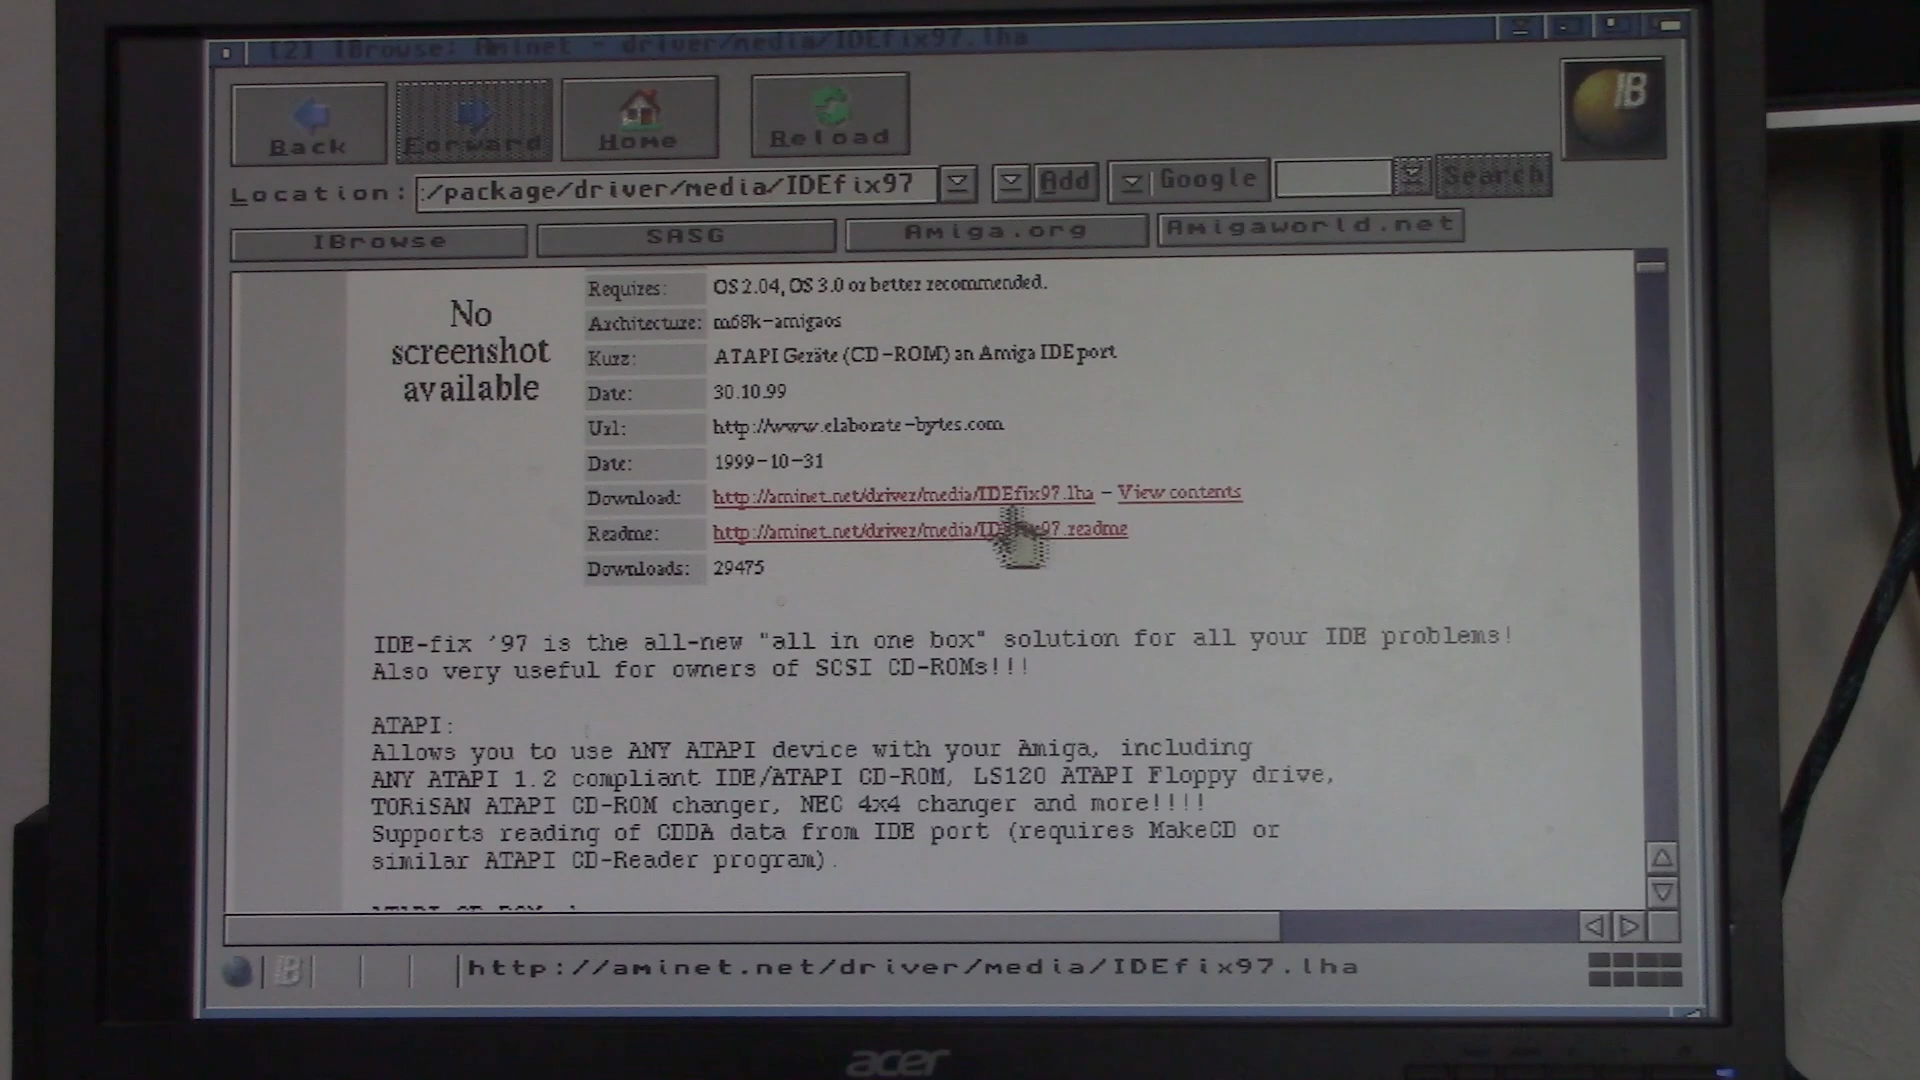 [2] IBrowse: Aminet - driver/media/IDEfix97.lha
Back
Forward
Home
Reload
IB
Location: :/package/driver/media/IDEfix97
Add
Google
Search
IBrowse
SASG
Amiga.org
Amigaworld.net
No
screenshot
available
Requires: OS 2.04, OS 3.0 or better recommended.
Architecture: m68k-amigaos
Kurz: ATAPI Geräte (CD-ROM) an Amiga IDE port
Date: 30.10.99
Url: http://www.elaborate-bytes.com
Date: 1999-10-31
Download: http://aminet.net/driver/media/IDEfix97.lha - View contents
Readme: http://aminet.net/driver/media/IDEfix97.readme
Downloads: 29475
IDE-fix '97 is the all-new "all in one box" solution for all your IDE problems!
Also very useful for owners of SCSI CD-ROMs!!!
ATAPI:
Allows you to use ANY ATAPI device with your Amiga, including
ANY ATAPI 1.2 compliant IDE/ATAPI CD-ROM, LS120 ATAPI Floppy drive,
TORiSAN ATAPI CD-ROM changer, NEC 4x4 changer and more!!!!
Supports reading of CDDA data from IDE port (requires MakeCD or
similar ATAPI CD-Reader program).
http://aminet.net/driver/media/IDEfix97.lha
acer